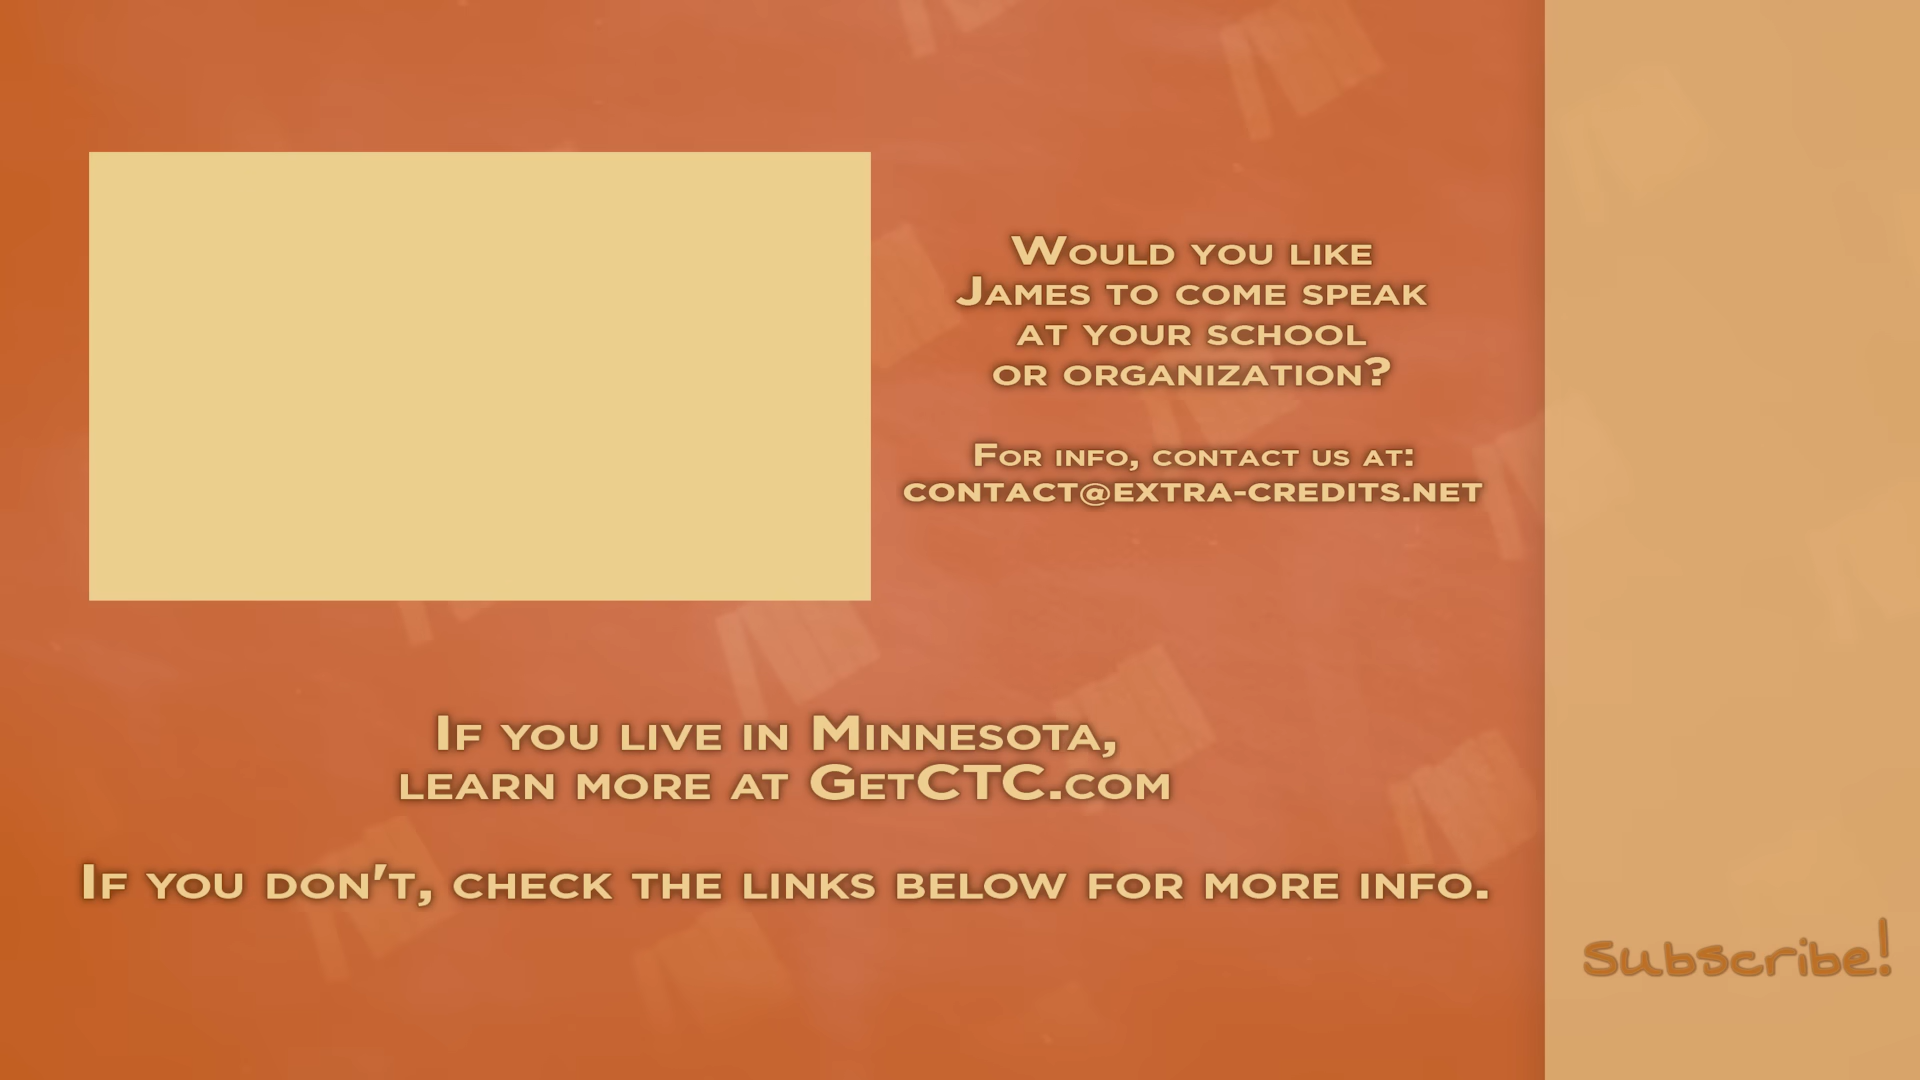 Would you like
James to come speak
at your school
or organization?
For info, contact us at:
contact@extra-credits.net
If you live in Minnesota,
learn more at GetCTC.com
If you don't, check the links below for more info.
Subscribe!